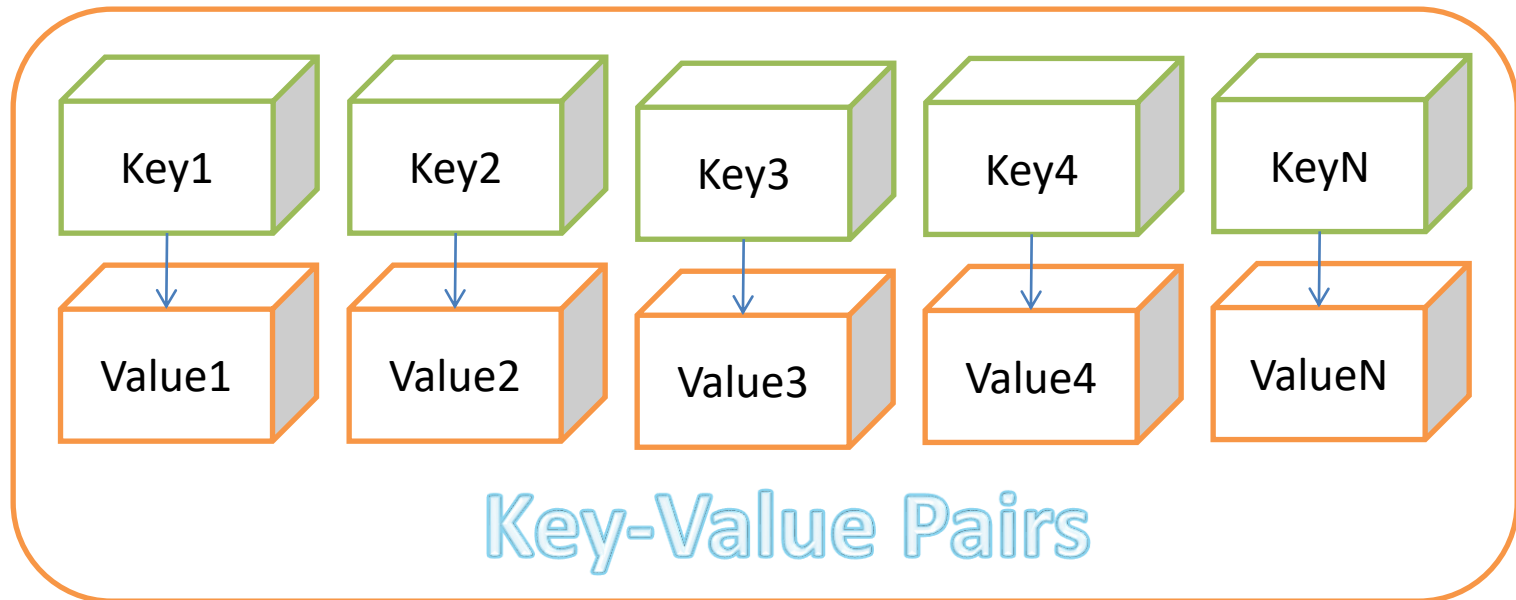 Key1 Key2 Key3 Key4 KeyN
Value1 Value2 Value3 Value4 ValueN
Key-Value Pairs